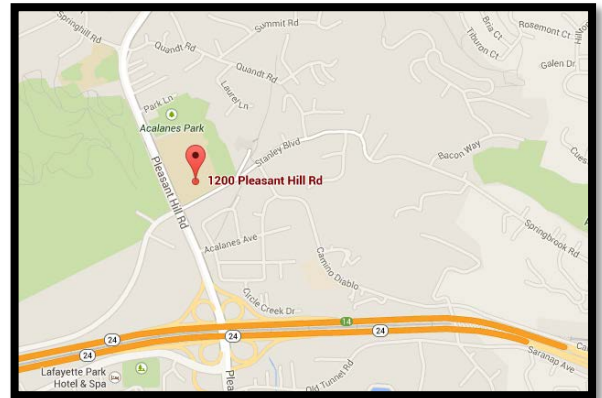 Springhill Rd
Summit Rd
Quandt Rd
Quandt Rd
Laurel Ln
Park Ln
Acalanes Park
Stanley Blvd
Pleasant Hill Rd
1200 Pleasant Hill Rd
Bria Ct
Tiburon Ct
Rosemont Ct
Galen Dr
Bacon Way
Springbrook Rd
Acalanes Ave
Camino Diablo
Circle Creek Dr
14
24
24
24
24
Saranap Ave
Lafayette Park
Hotel & Spa
Old Tunnel Rd